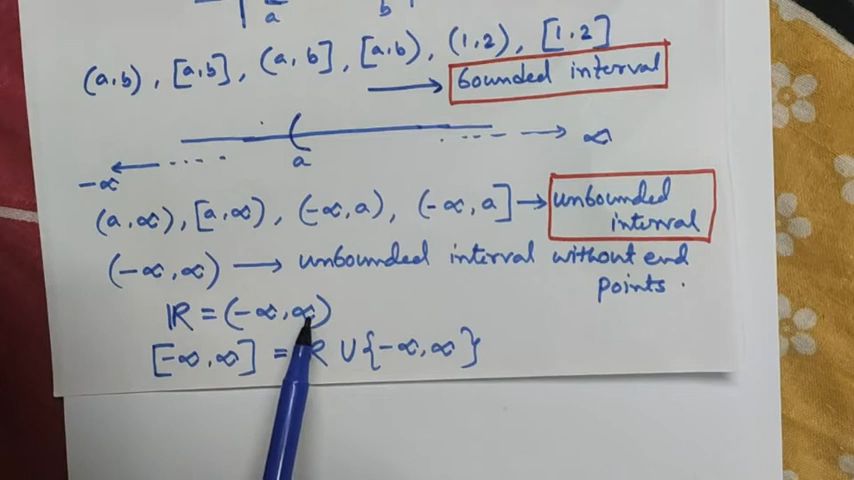 a b
(a,b), [a,b], (a,b], [a,b), (1,2), [1,2]
→ bounded interval
-∞ a ∞
(a,∞), [a,∞), (-∞,a), (-∞,a] → unbounded interval
(-∞,∞) → unbounded interval without end points.
ℝ = (-∞,∞)
[-∞,∞] = ℝ ∪ {-∞,∞}